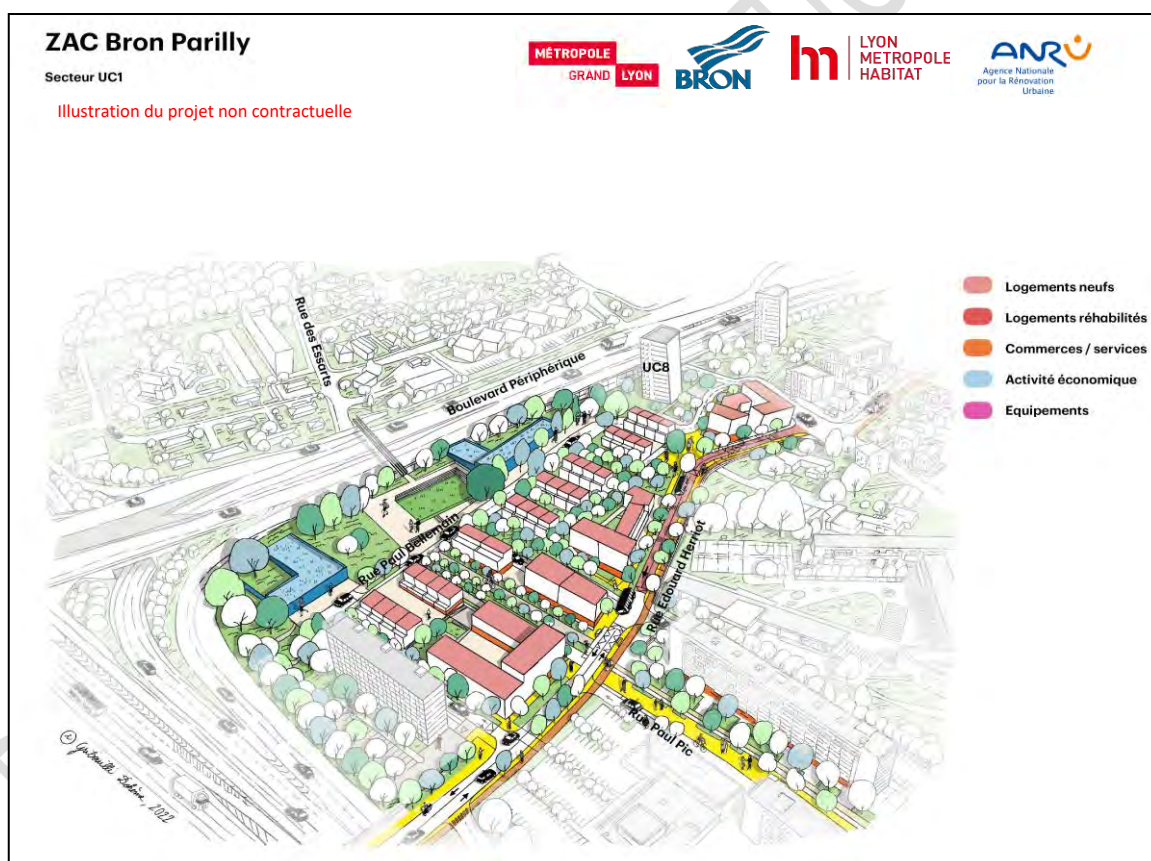 ZAC Bron Parilly
Secteur UC1
Illustration du projet non contractuelle
MÉTROPOLE
GRAND LYON
BRON
hm
LYON
METROPOLE
HABITAT
ANRU
Agence Nationale
pour la Rénovation
Urbaine
Logements neufs
Logements réhabilités
Commerces / services
Activité économique
Equipements
Rue des Essarts
Boulevard Périphérique
UC8
Rue Paul Bellemain
Rue Edouard Herriot
Rue Paul Pic
2022